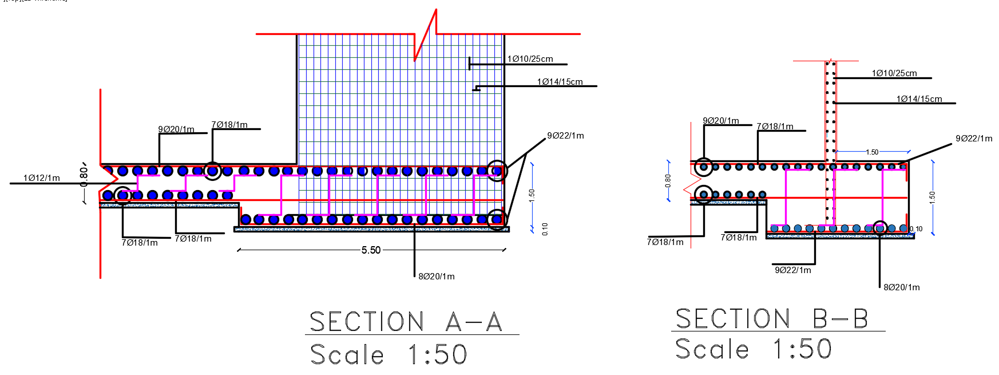 1Ø10/25cm
1Ø14/15cm
9Ø20/1m
7Ø18/1m
9Ø22/1m
1Ø12/1m
0.80
1.50
0.10
7Ø18/1m
7Ø18/1m
5.50
8Ø20/1m
SECTION A-A
Scale 1:50
1Ø10/25cm
1Ø14/15cm
9Ø20/1m
7Ø18/1m
9Ø22/1m
1.50
0.80
1.50
0.10
7Ø18/1m
7Ø18/1m
9Ø22/1m
8Ø20/1m
SECTION B-B
Scale 1:50